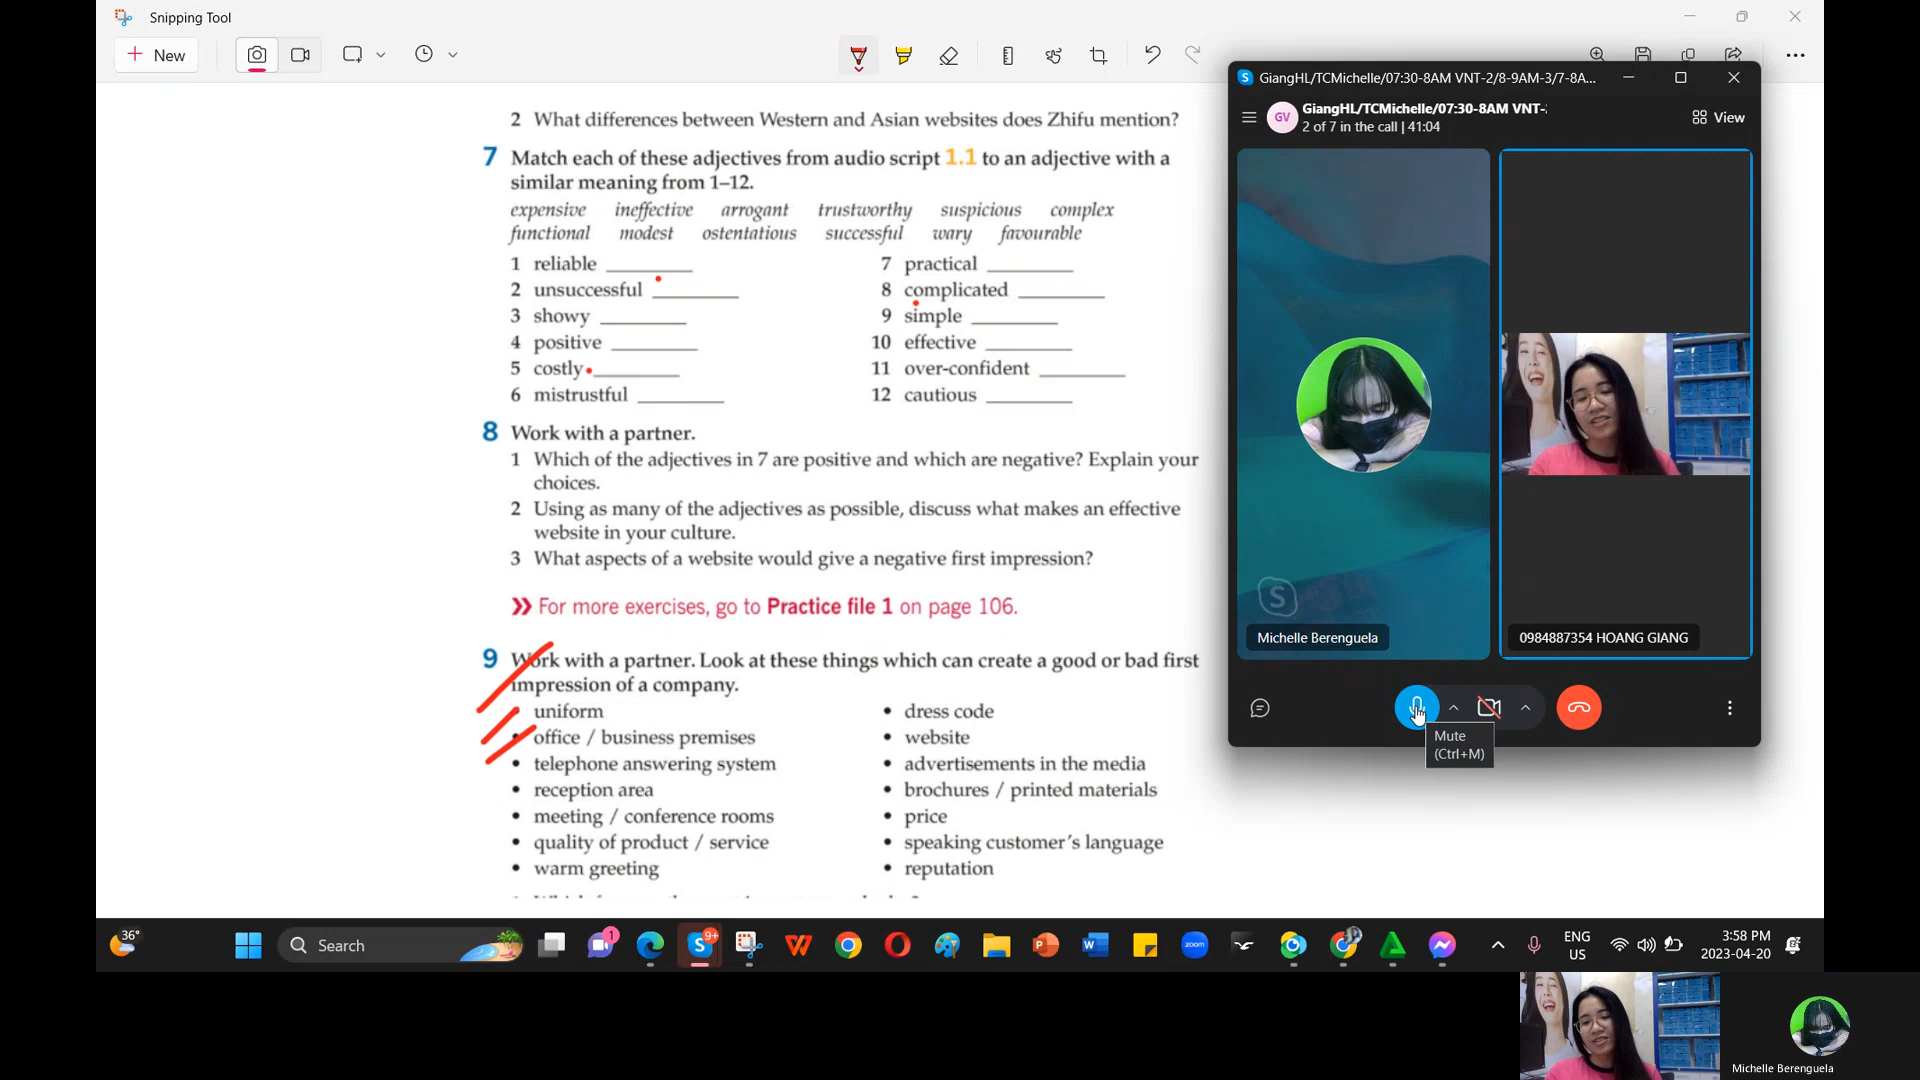 Snipping Tool
New
2 What differences between Western and Asian websites does Zhifu mention?
7 Match each of these adjectives from audio script 1.1 to an adjective with a
similar meaning from 1–12.
expensive ineffective arrogant trustworthy suspicious complex
functional modest ostentatious successful wary favourable
1 reliable
2 unsuccessful
3 showy
4 positive
5 costly
6 mistrustful
7 practical
8 complicated
9 simple
10 effective
11 over-confident
12 cautious
8 Work with a partner.
1 Which of the adjectives in 7 are positive and which are negative? Explain your
choices.
2 Using as many of the adjectives as possible, discuss what makes an effective
website in your culture.
3 What aspects of a website would give a negative first impression?
For more exercises, go to Practice file 1 on page 106.
9 Work with a partner. Look at these things which can create a good or bad first
impression of a company.
• uniform
• office / business premises
• telephone answering system
• reception area
• meeting / conference rooms
• quality of product / service
• warm greeting
• dress code
• website
• advertisements in the media
• brochures / printed materials
• price
• speaking customer's language
• reputation
GiangHL/TCMichelle/07:30-8AM VNT-2/8-9AM-3/7-8A...
GV
GiangHL/TCMichelle/07:30-8AM VNT-
2 of 7 in the call | 41:04
View
Michelle Berenguela
0984887354 HOANG GIANG
Mute
(Ctrl+M)
36°
Search
1
9+
zoom
ENG
US
3:58 PM
2023-04-20
Michelle Berenguela